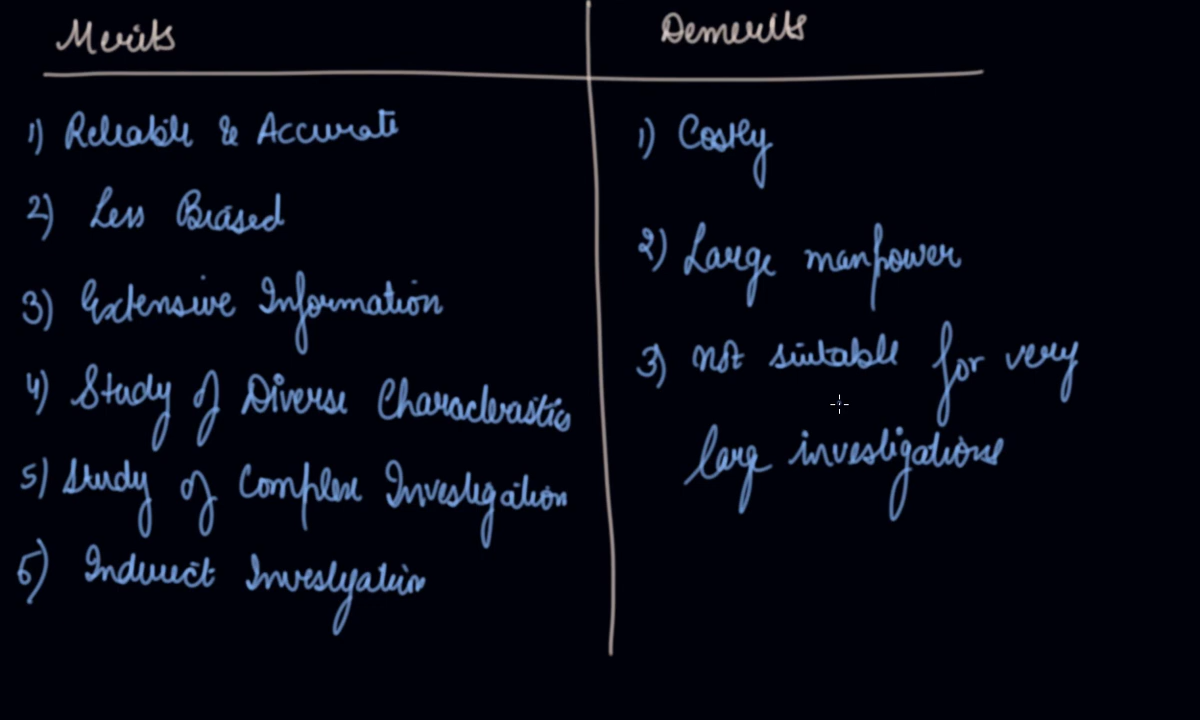 Merits
1) Reliable & Accurate
2) Less Biased
3) Extensive Information
4) Study of Diverse Characterastics
5) Study of Complex Investigation
6) Indirect Investigation
Demerits
1) Costly
2) Large manpower
3) not suitable for very
large investigations